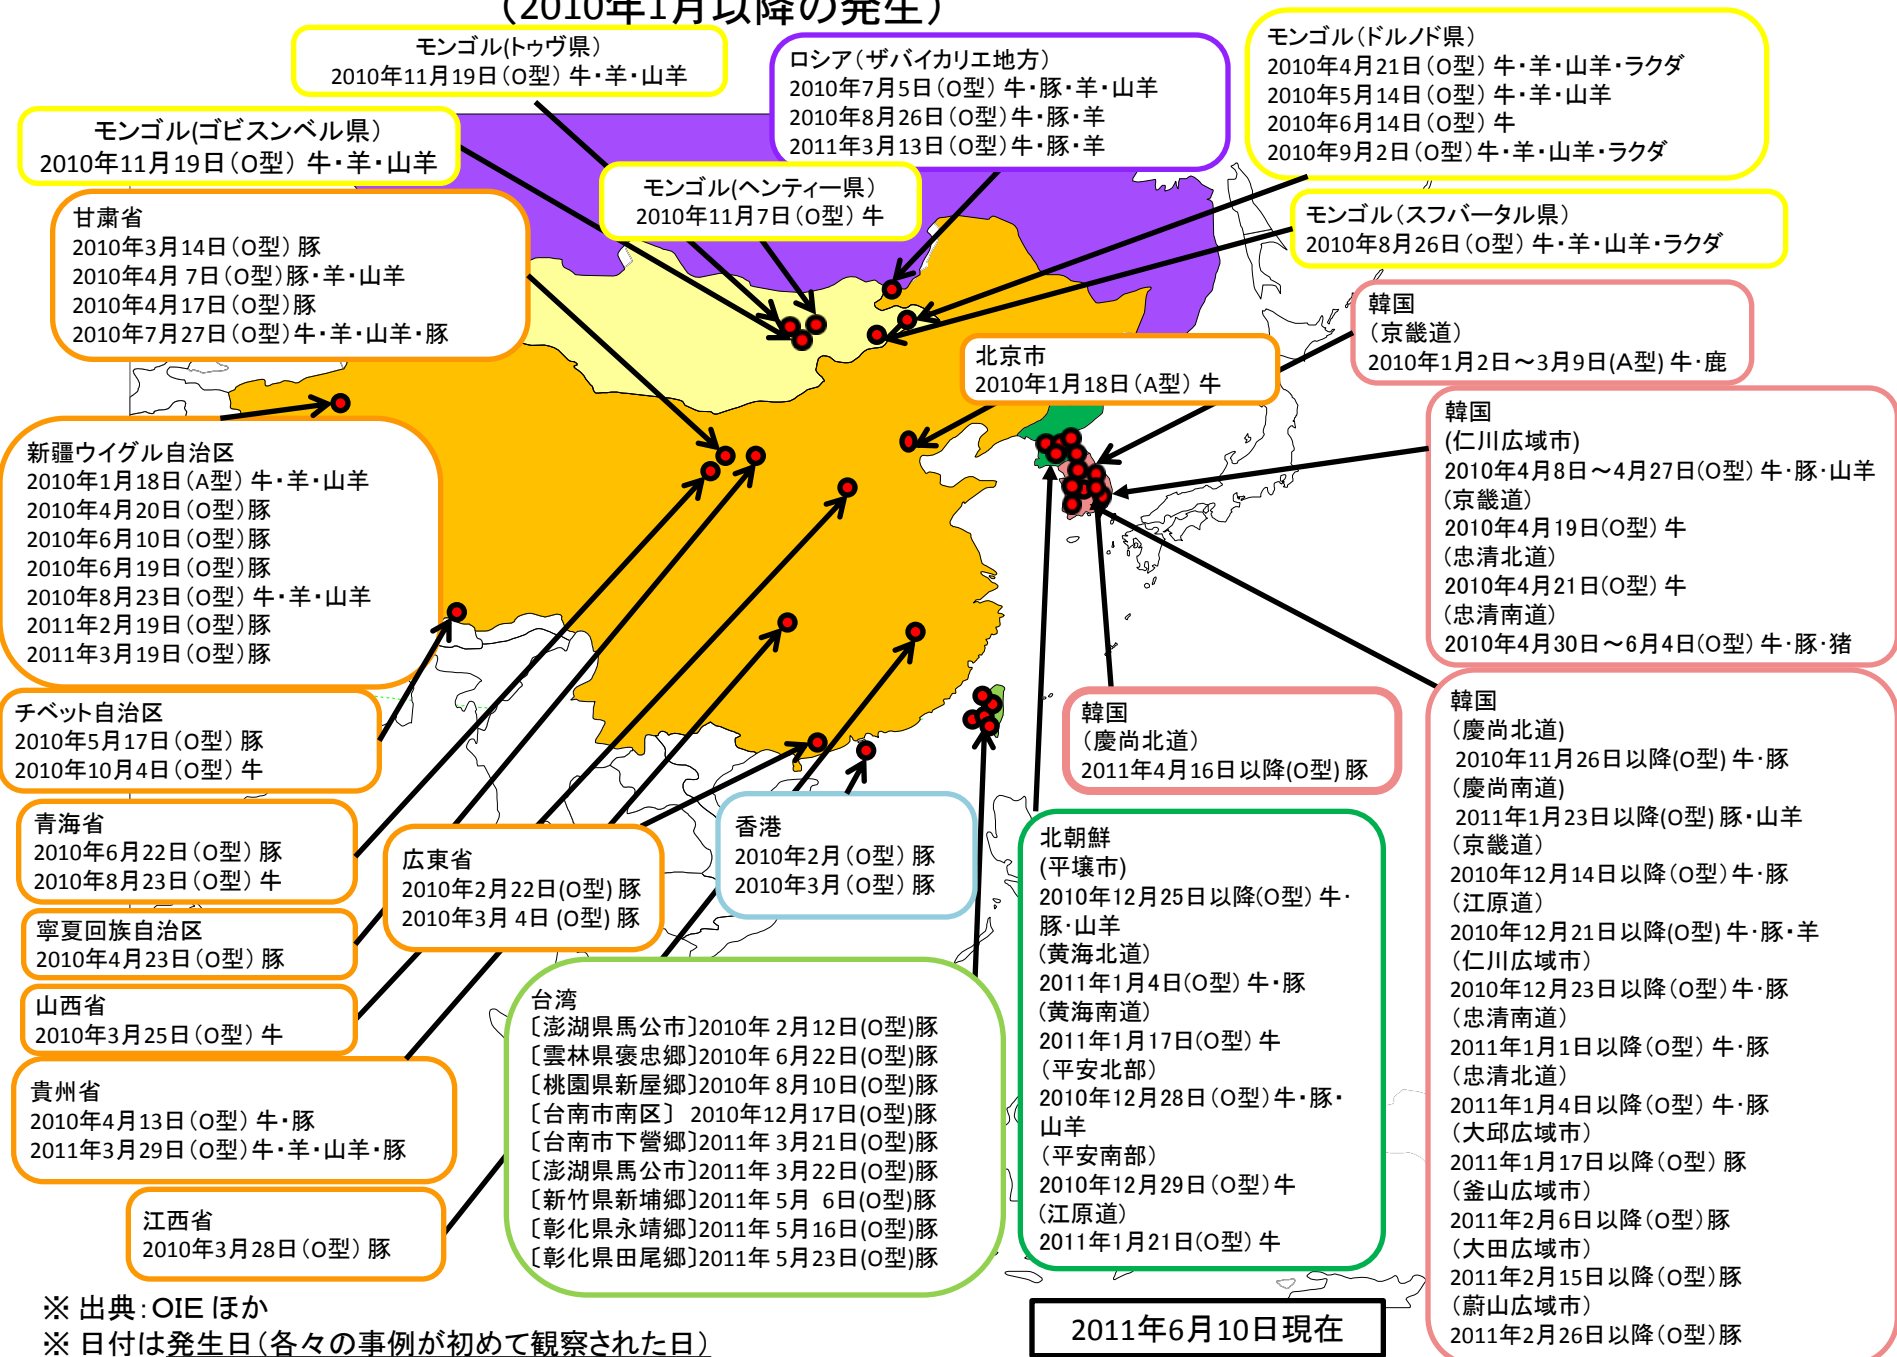 （2010年1月以降の発生）
モンゴル(トゥヴ県）
2010年11月19日（O型） 牛・羊・山羊
ロシア（ザバイカリエ地方）
2010年7月5日（O型） 牛・豚・羊・山羊
2010年8月26日（O型）牛・豚・羊
2011年3月13日（O型）牛・豚・羊
モンゴル（ドルノド県）
2010年4月21日（O型） 牛・羊・山羊・ラクダ
2010年5月14日（O型） 牛・羊・山羊
2010年6月14日（O型） 牛
2010年9月2日（O型）牛・羊・山羊・ラクダ
モンゴル(ゴビスンベル県）
2010年11月19日（O型） 牛・羊・山羊
モンゴル(ヘンティー県）
2010年11月7日（O型） 牛
モンゴル（スフバータル県）
2010年8月26日（O型） 牛・羊・山羊・ラクダ
甘粛省
2010年3月14日（O型） 豚
2010年4月 7日（O型）豚・羊・山羊
2010年4月17日（O型）豚
2010年7月27日（O型）牛・羊・山羊・豚
韓国
（京畿道）
2010年1月2日～3月9日(A型) 牛・鹿
北京市
2010年1月18日（A型） 牛
新疆ウイグル自治区
2010年1月18日（A型） 牛・羊・山羊
2010年4月20日（O型）豚
2010年6月10日（O型）豚
2010年6月19日（O型）豚
2010年8月23日（O型） 牛・羊・山羊
2011年2月19日（O型）豚
2011年3月19日（O型）豚
韓国
(仁川広域市)
2010年4月8日～4月27日(O型) 牛・豚・山羊
(京畿道)
2010年4月19日(O型) 牛
(忠清北道)
2010年4月21日(O型) 牛
(忠清南道)
2010年4月30日～6月4日(O型) 牛・豚・猪
チベット自治区
2010年5月17日（O型） 豚
2010年10月4日（O型） 牛
韓国
（慶尚北道）
2011年4月16日以降(O型) 豚
韓国
(慶尚北道)
2010年11月26日以降(O型) 牛・豚
(慶尚南道)
2011年1月23日以降(O型) 豚・山羊
(京畿道)
2010年12月14日以降（O型）牛・豚
（江原道）
2010年12月21日以降(O型) 牛・豚・羊
（仁川広域市）
2010年12月23日以降（O型）牛・豚
（忠清南道）
2011年1月1日以降（O型） 牛・豚
（忠清北道）
2011年1月4日以降（O型） 牛・豚
（大邱広域市）
2011年1月17日以降（O型） 豚
（釜山広域市）
2011年2月6日以降（O型）豚
（大田広域市）
2011年2月15日以降（O型）豚
（蔚山広域市）
2011年2月26日以降（O型）豚
青海省
2010年6月22日（O型） 豚
2010年8月23日（O型） 牛
広東省
2010年2月22日(O型) 豚
2010年3月 4日 (O型) 豚
香港
2010年2月（O型） 豚
2010年3月（O型） 豚
北朝鮮
(平壌市)
2010年12月25日以降(O型) 牛・
豚・山羊
(黄海北道)
2011年1月4日(O型) 牛・豚
(黄海南道)
2011年1月17日(O型) 牛
（平安北部）
2010年12月28日（O型）牛・豚・
山羊
（平安南部）
2010年12月29日（O型）牛
(江原道)
2011年1月21日(O型) 牛
寧夏回族自治区
2010年4月23日（O型） 豚
山西省
2010年3月25日（O型） 牛
貴州省
2010年4月13日（O型） 牛・豚
2011年3月29日（O型）牛・羊・山羊・豚
江西省
2010年3月28日（O型） 豚
台湾
〔澎湖県馬公市〕2010年 2月12日(O型)豚
〔雲林県褒忠郷〕2010年 6月22日(O型)豚
〔桃園県新屋郷〕2010年 8月10日(O型)豚
〔台南市南区〕 2010年12月17日(O型)豚
〔台南市下營郷〕2011年 3月21日(O型)豚
〔澎湖県馬公市〕2011年 3月22日(O型)豚
〔新竹県新埔郷〕2011年 5月 6日(O型)豚
〔彰化県永靖郷〕2011年 5月16日(O型)豚
〔彰化県田尾郷〕2011年 5月23日(O型)豚
※ 出典：OIE ほか
※ 日付は発生日（各々の事例が初めて観察された日）
2011年6月10日現在